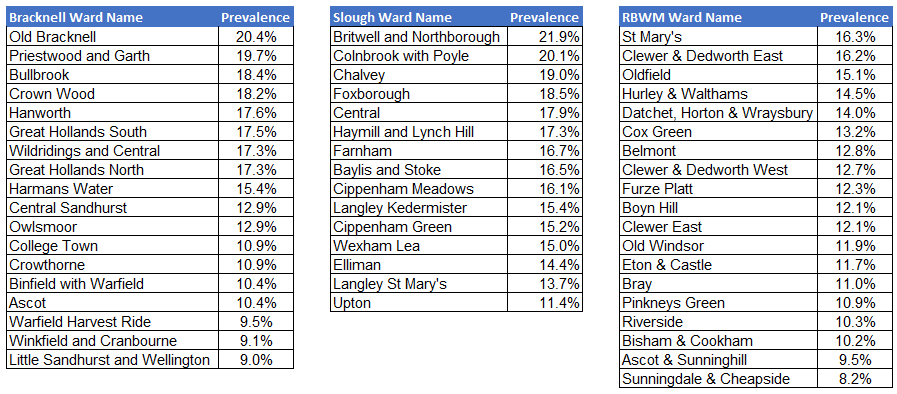 Bracknell Ward Name Prevalence
Old Bracknell 20.4%
Priestwood and Garth 19.7%
Bullbrook 18.4%
Crown Wood 18.2%
Hanworth 17.6%
Great Hollands South 17.5%
Wildridings and Central 17.3%
Great Hollands North 17.3%
Harmans Water 15.4%
Central Sandhurst 12.9%
Owlsmoor 12.9%
College Town 10.9%
Crowthorne 10.9%
Binfield with Warfield 10.4%
Ascot 10.4%
Warfield Harvest Ride 9.5%
Winkfield and Cranbourne 9.1%
Little Sandhurst and Wellington 9.0%
Slough Ward Name Prevalence
Britwell and Northborough 21.9%
Colnbrook with Poyle 20.1%
Chalvey 19.0%
Foxborough 18.5%
Central 17.9%
Haymill and Lynch Hill 17.3%
Farnham 16.7%
Baylis and Stoke 16.5%
Cippenham Meadows 16.1%
Langley Kedermister 15.4%
Cippenham Green 15.2%
Wexham Lea 15.0%
Elliman 14.4%
Langley St Mary's 13.7%
Upton 11.4%
RBWM Ward Name Prevalence
St Mary's 16.3%
Clewer & Dedworth East 16.2%
Oldfield 15.1%
Hurley & Walthams 14.5%
Datchet, Horton & Wraysbury 14.0%
Cox Green 13.2%
Belmont 12.8%
Clewer & Dedworth West 12.7%
Furze Platt 12.3%
Boyn Hill 12.1%
Clewer East 12.1%
Old Windsor 11.9%
Eton & Castle 11.7%
Bray 11.0%
Pinkneys Green 10.9%
Riverside 10.3%
Bisham & Cookham 10.2%
Ascot & Sunninghill 9.5%
Sunningdale & Cheapside 8.2%